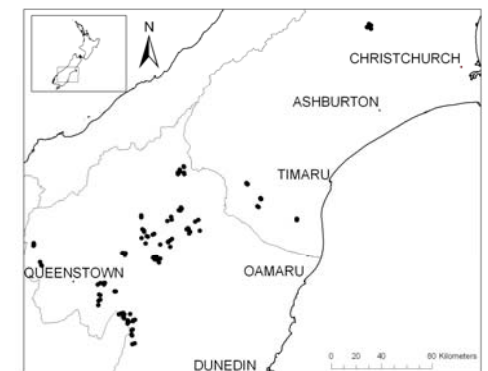 N
CHRISTCHURCH
ASHBURTON
TIMARU
QUEENSTOWN
OAMARU
DUNEDIN
0 20 40 80 Kilometers